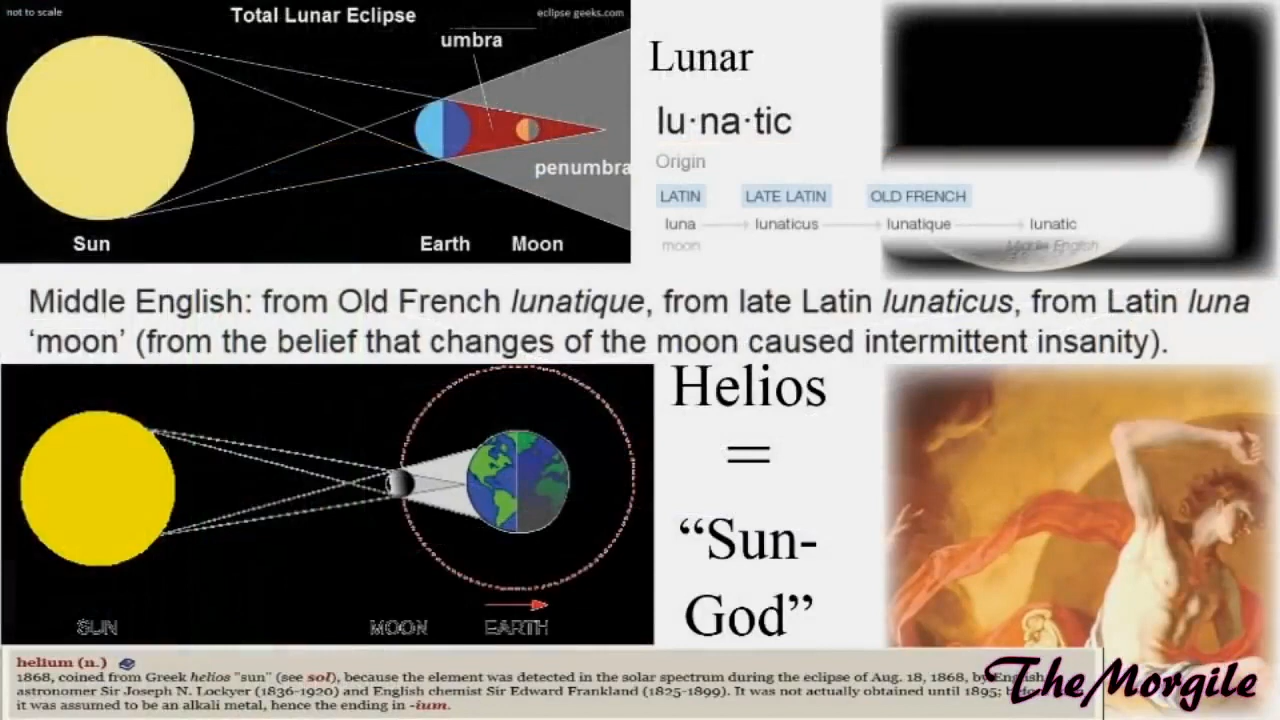 not to scale
Total Lunar Eclipse
eclipse geeks.com
umbra
penumbra
Sun
Earth
Moon
Lunar
lu·na·tic
Origin
LATIN
LATE LATIN
OLD FRENCH
luna
lunaticus
lunatique
lunatic
moon
Middle English
Middle English: from Old French lunatique, from late Latin lunaticus, from Latin luna
‘moon’ (from the belief that changes of the moon caused intermittent insanity).
SUN
MOON
EARTH
Helios
=
“Sun-
God”
helium (n.)
1868, coined from Greek helios "sun" (see sol), because the element was detected in the solar spectrum during the eclipse of Aug. 18, 1868, by English
astronomer Sir Joseph N. Lockyer (1836-1920) and English chemist Sir Edward Frankland (1825-1899). It was not actually obtained until 1895;
it was assumed to be an alkali metal, hence the ending in -ium.
TheMorgile